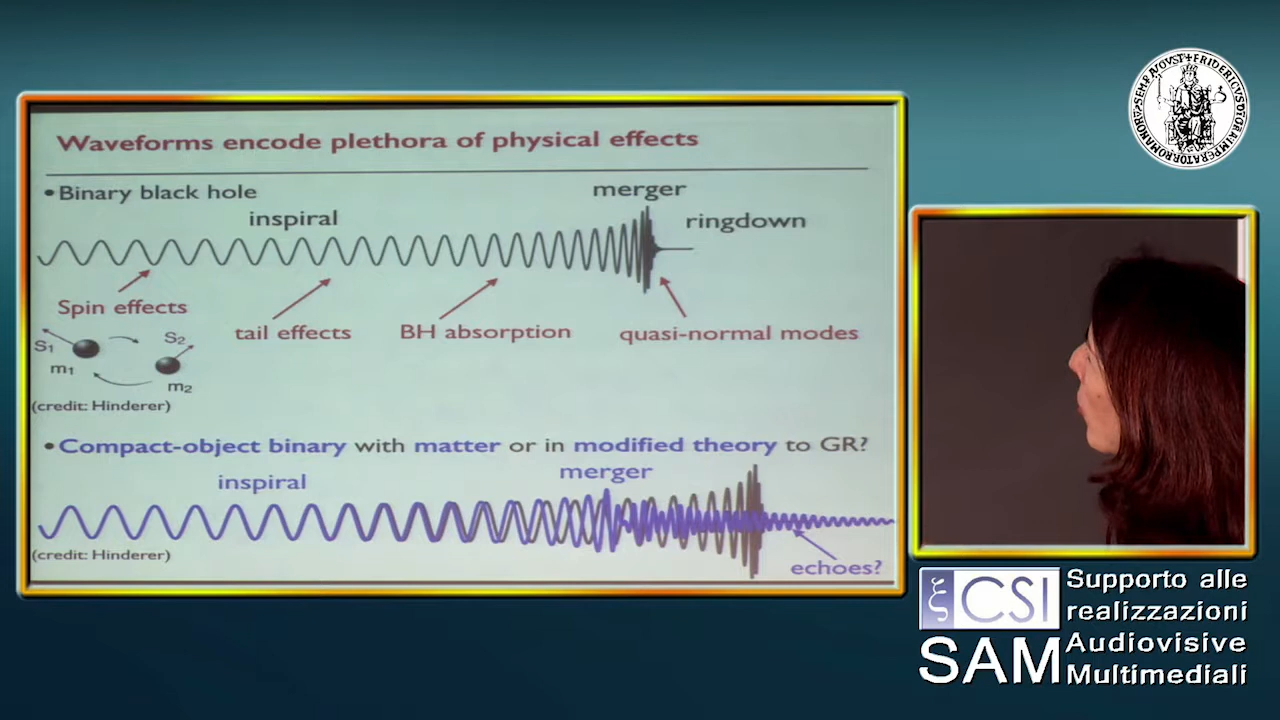 Waveforms encode plethora of physical effects
•Binary black hole
merger
inspiral
ringdown
Spin effects
tail effects
BH absorption
quasi-normal modes
S1
S2
m1
m2
(credit: Hinderer)
•Compact-object binary with matter or in modified theory to GR?
inspiral
merger
(credit: Hinderer)
echoes?
CSI
SAM
Supporto alle
realizzazioni
Audiovisive
Multimediali